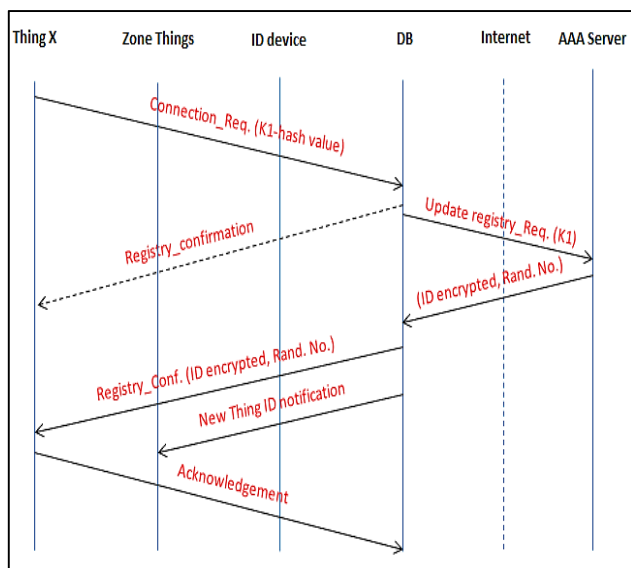 Thing X Zone Things ID device DB Internet AAA Server
Connection_Req. (K1-hash value)
Update registry_Req. (K1)
Registry_confirmation
(ID encrypted, Rand. No.)
Registry_Conf. (ID encrypted, Rand. No.)
New Thing ID notification
Acknowledgement